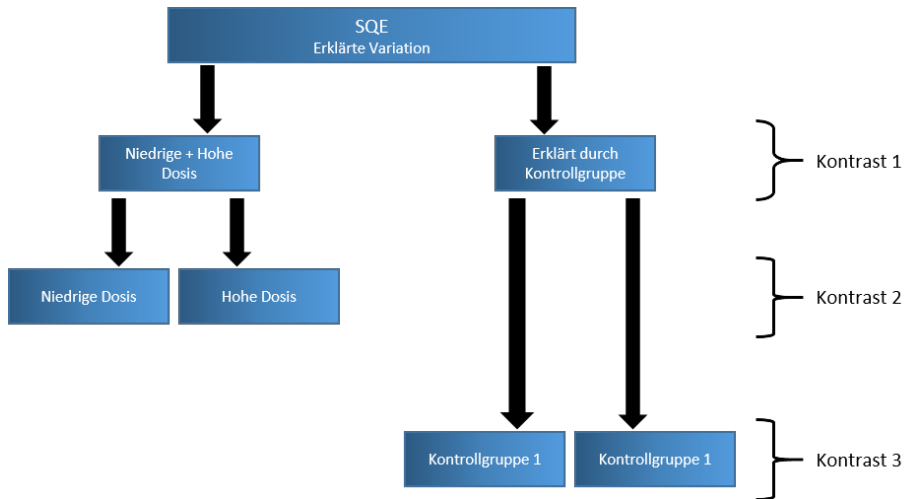 SQE
Erklärte Variation
Niedrige + Hohe
Dosis
Erklärt durch
Kontrollgruppe
Kontrast 1
Niedrige Dosis
Hohe Dosis
Kontrast 2
Kontrollgruppe 1
Kontrollgruppe 1
Kontrast 3